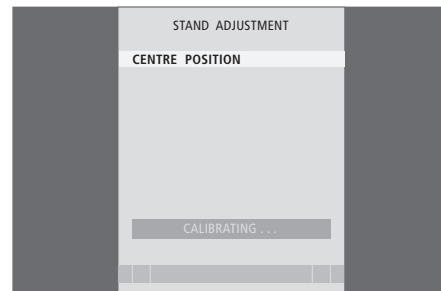 STAND ADJUSTMENT
CENTRE POSITION
CALIBRATING . . .